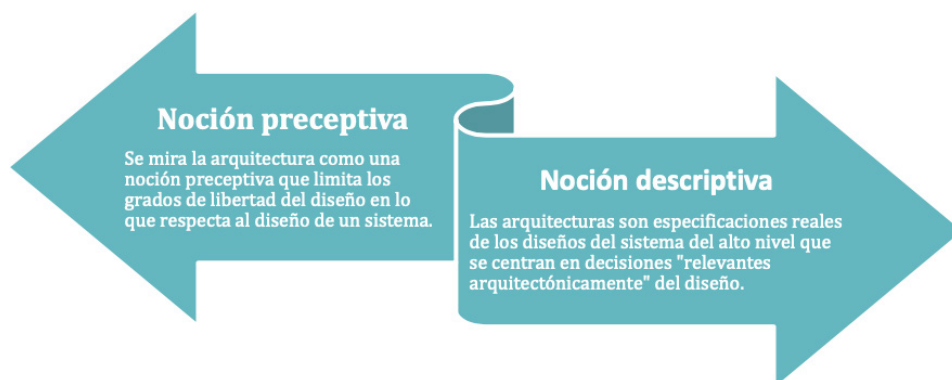 Noción preceptiva
Se mira la arquitectura como una
noción preceptiva que limita los
grados de libertad del diseño en lo
que respecta al diseño de un sistema.
Noción descriptiva
Las arquitecturas son especificaciones reales
de los diseños del sistema del alto nivel que
se centran en decisiones "relevantes
arquitectónicamente" del diseño.